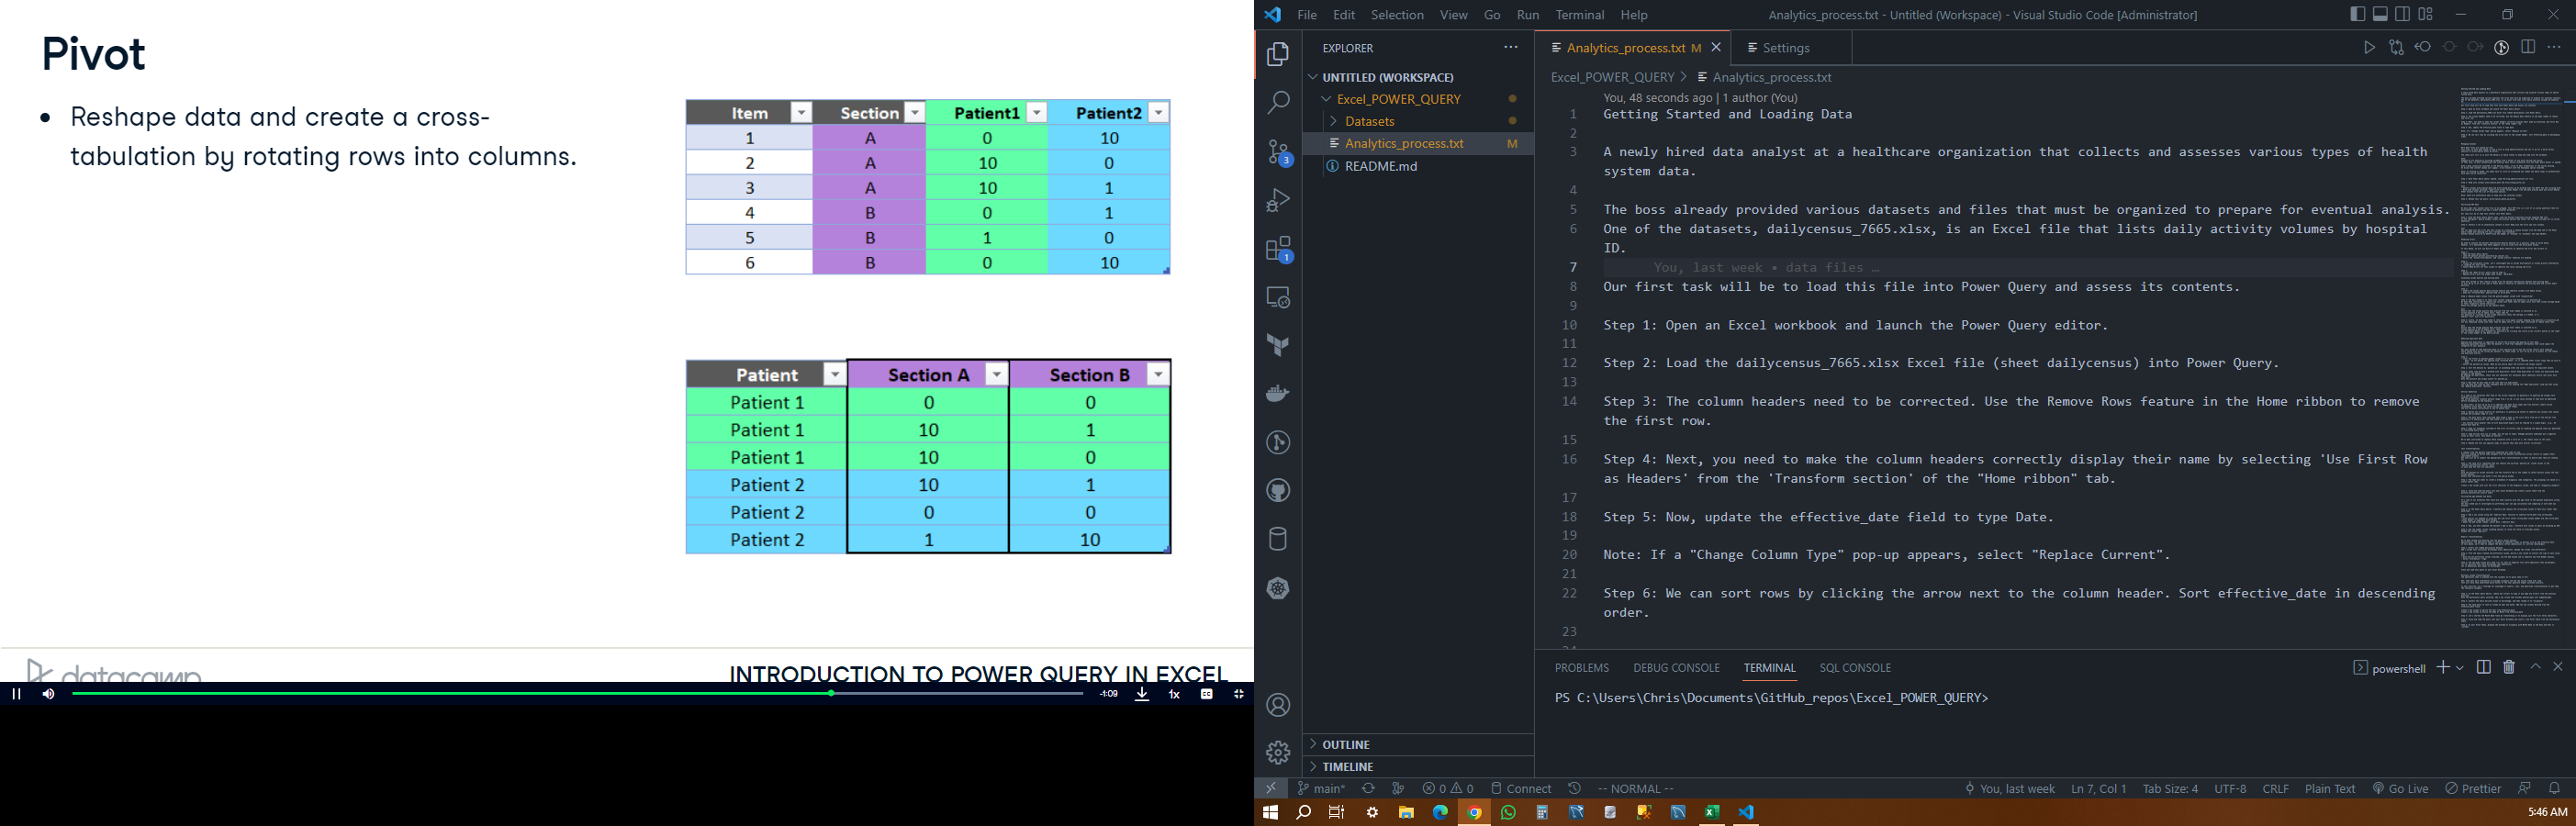 Pivot
• Reshape data and create a cross-
tabulation by rotating rows into columns.
Item Section Patient1 Patient2
1 A 0 10
2 A 10 0
3 A 10 1
4 B 0 1
5 B 1 0
6 B 0 10
Patient Section A Section B
Patient 1 0 0
Patient 1 10 1
Patient 1 10 0
Patient 2 10 1
Patient 2 0 0
Patient 2 1 10
datacamp
INTRODUCTION TO POWER QUERY IN EXCEL
-1:09 1x CC
File Edit Selection View Go Run Terminal Help
Analytics_process.txt - Untitled (Workspace) - Visual Studio Code [Administrator]
EXPLORER
UNTITLED (WORKSPACE)
Excel_POWER_QUERY
Datasets
Analytics_process.txt M
README.md
OUTLINE
TIMELINE
3
1
Analytics_process.txt M
Settings
Excel_POWER_QUERY > Analytics_process.txt
You, 48 seconds ago | 1 author (You)
1 Getting Started and Loading Data
2
3 A newly hired data analyst at a healthcare organization that collects and assesses various types of health
system data.
4
5 The boss already provided various datasets and files that must be organized to prepare for eventual analysis.
6 One of the datasets, dailycensus_7665.xlsx, is an Excel file that lists daily activity volumes by hospital
ID.
7 You, last week • data files …
8 Our first task will be to load this file into Power Query and assess its contents.
9
10 Step 1: Open an Excel workbook and launch the Power Query editor.
11
12 Step 2: Load the dailycensus_7665.xlsx Excel file (sheet dailycensus) into Power Query.
13
14 Step 3: The column headers need to be corrected. Use the Remove Rows feature in the Home ribbon to remove
the first row.
15
16 Step 4: Next, you need to make the column headers correctly display their name by selecting 'Use First Row
as Headers' from the 'Transform section' of the "Home ribbon" tab.
17
18 Step 5: Now, update the effective_date field to type Date.
19
20 Note: If a "Change Column Type" pop-up appears, select "Replace Current".
21
22 Step 6: We can sort rows by clicking the arrow next to the column header. Sort effective_date in descending
order.
23
PROBLEMS DEBUG CONSOLE TERMINAL SQL CONSOLE
powershell
PS C:\Users\Chris\Documents\GitHub_repos\Excel_POWER_QUERY>
main* 0 0 Connect -- NORMAL --
You, last week Ln 7, Col 1 Tab Size: 4 UTF-8 CRLF Plain Text Go Live Prettier
5:46 AM